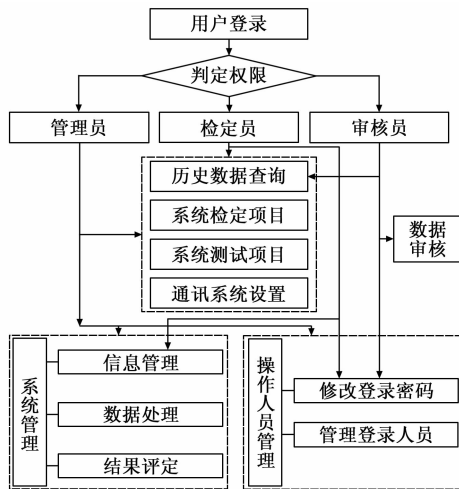 用户登录
判定权限
管理员
检定员
审核员
历史数据查询
系统检定项目
系统测试项目
通讯系统设置
数据
审核
系统管理
信息管理
数据处理
结果评定
操作人员管理
修改登录密码
管理登录人员